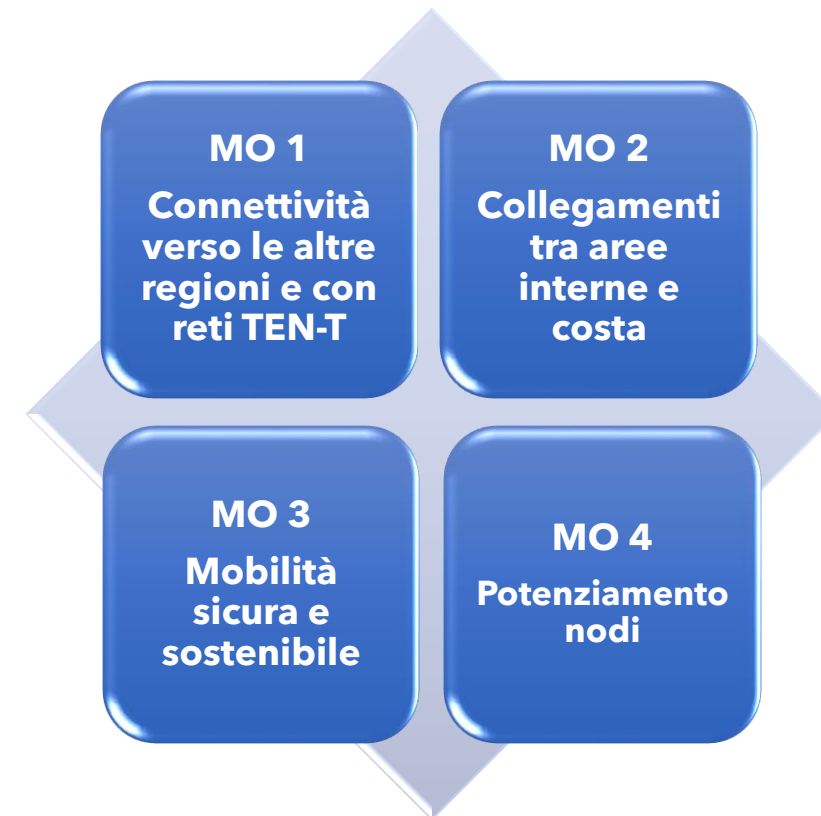 MO 1
Connettività
verso le altre
regioni e con
reti TEN-T
MO 2
Collegamenti
tra aree
interne e
costa
MO 3
Mobilità
sicura e
sostenibile
MO 4
Potenziamento
nodi